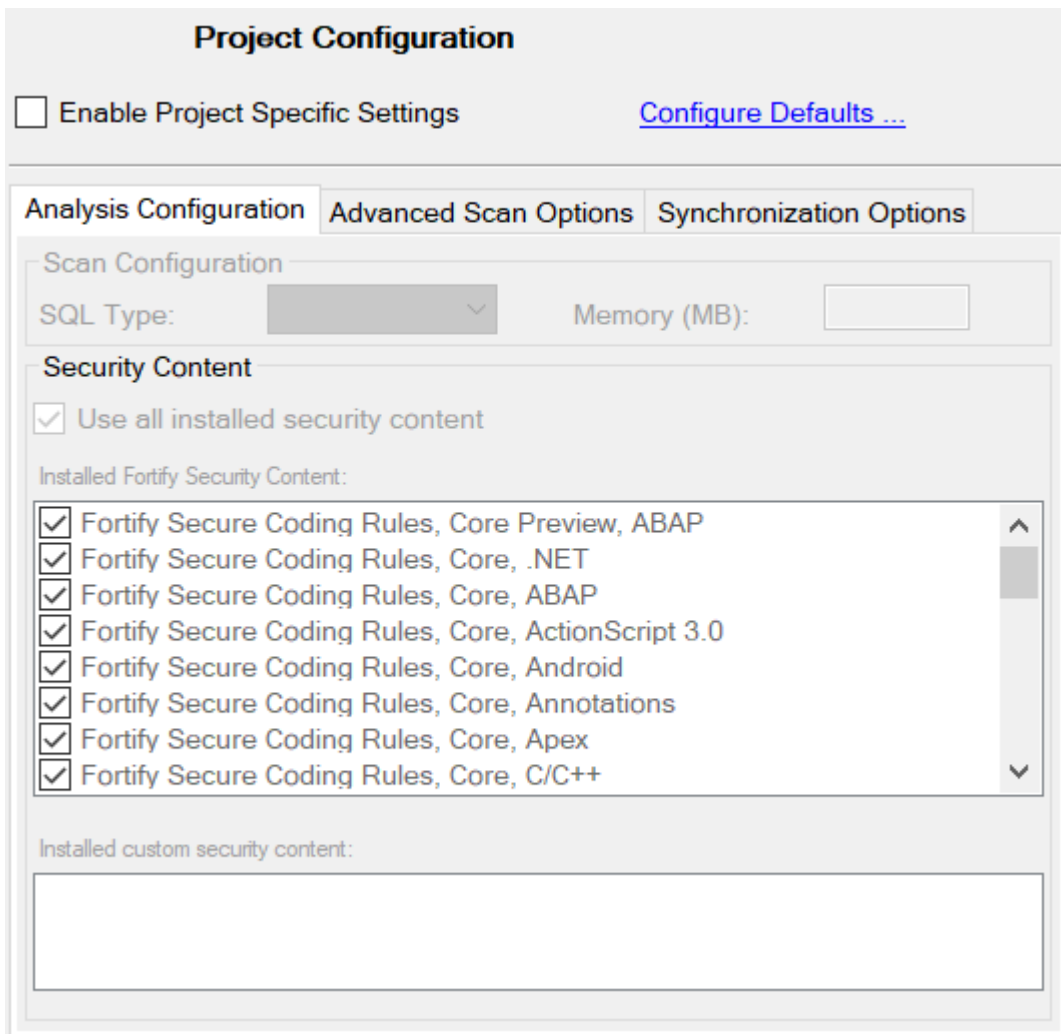 Project Configuration
Enable Project Specific Settings Configure Defaults ...
Analysis Configuration Advanced Scan Options Synchronization Options
Scan Configuration
SQL Type: Memory (MB):
Security Content
Use all installed security content
Installed Fortify Security Content:
Fortify Secure Coding Rules, Core Preview, ABAP
Fortify Secure Coding Rules, Core, .NET
Fortify Secure Coding Rules, Core, ABAP
Fortify Secure Coding Rules, Core, ActionScript 3.0
Fortify Secure Coding Rules, Core, Android
Fortify Secure Coding Rules, Core, Annotations
Fortify Secure Coding Rules, Core, Apex
Fortify Secure Coding Rules, Core, C/C++
Installed custom security content: